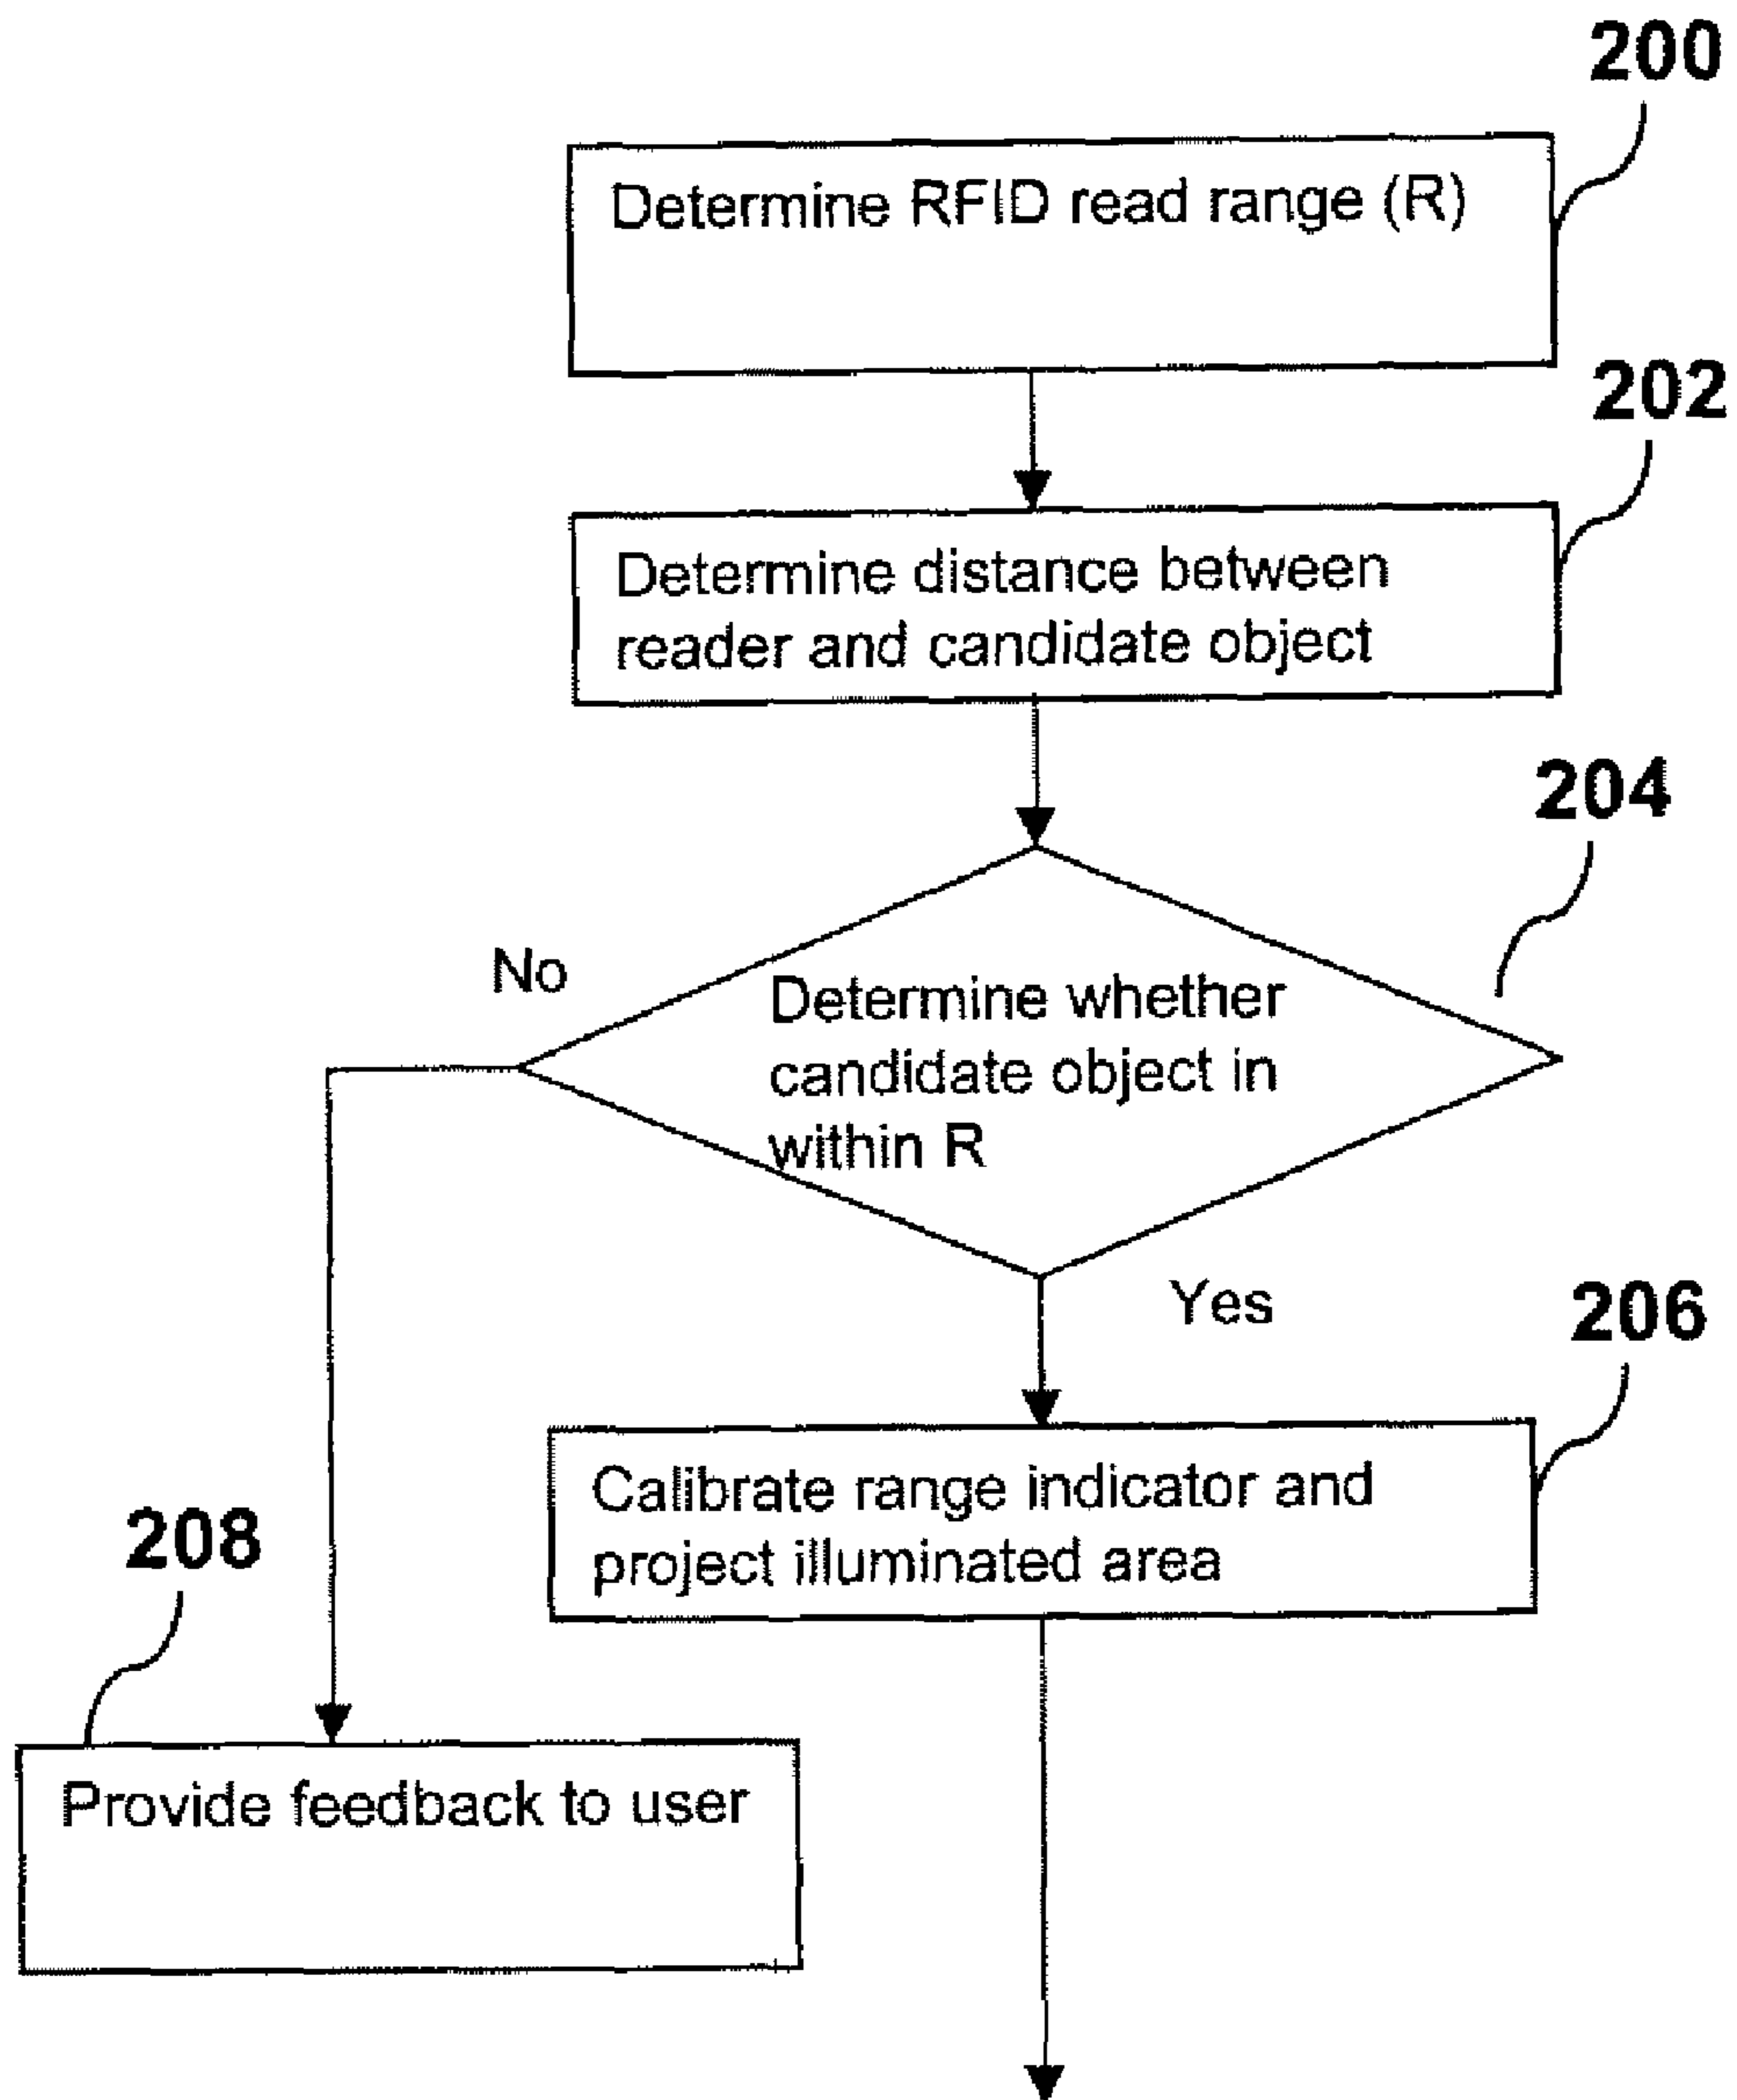 200
Determine RFID read range (R)
202
Determine distance between
reader and candidate object
204
No
Determine whether
candidate object in
within R
Yes
206
Calibrate range indicator and
project illuminated area
208
Provide feedback to user